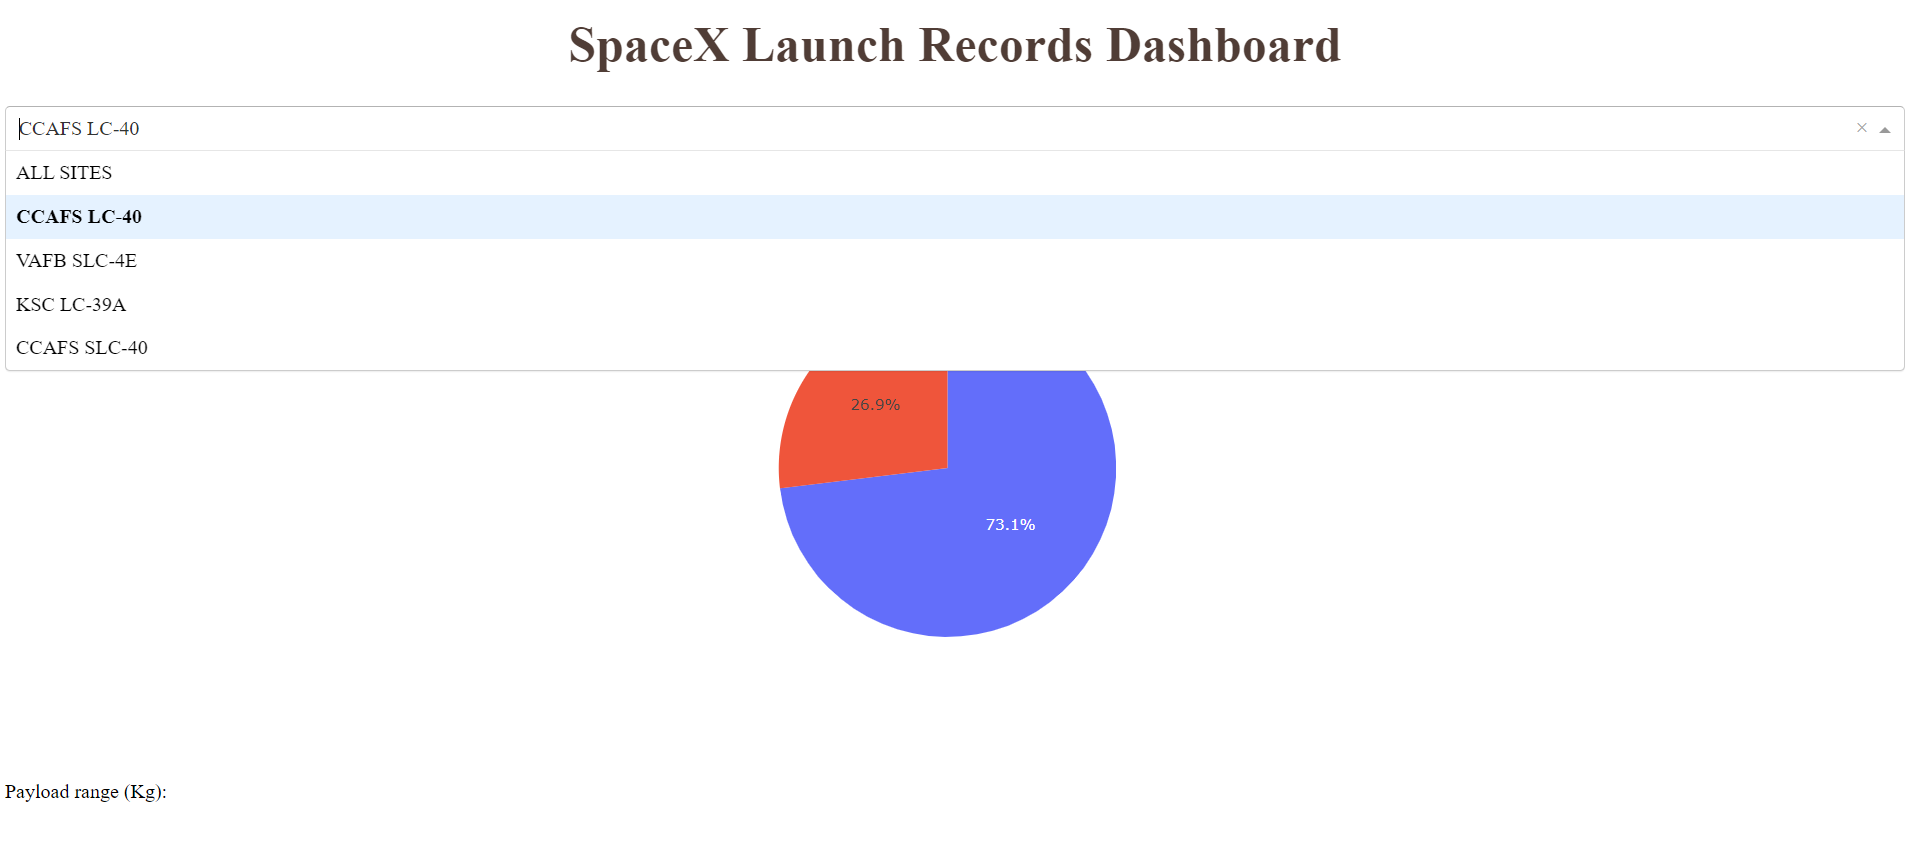 SpaceX Launch Records Dashboard
CCAFS LC-40
ALL SITES
CCAFS LC-40
VAFB SLC-4E
KSC LC-39A
CCAFS SLC-40
26.9%
73.1%
Payload range (Kg):